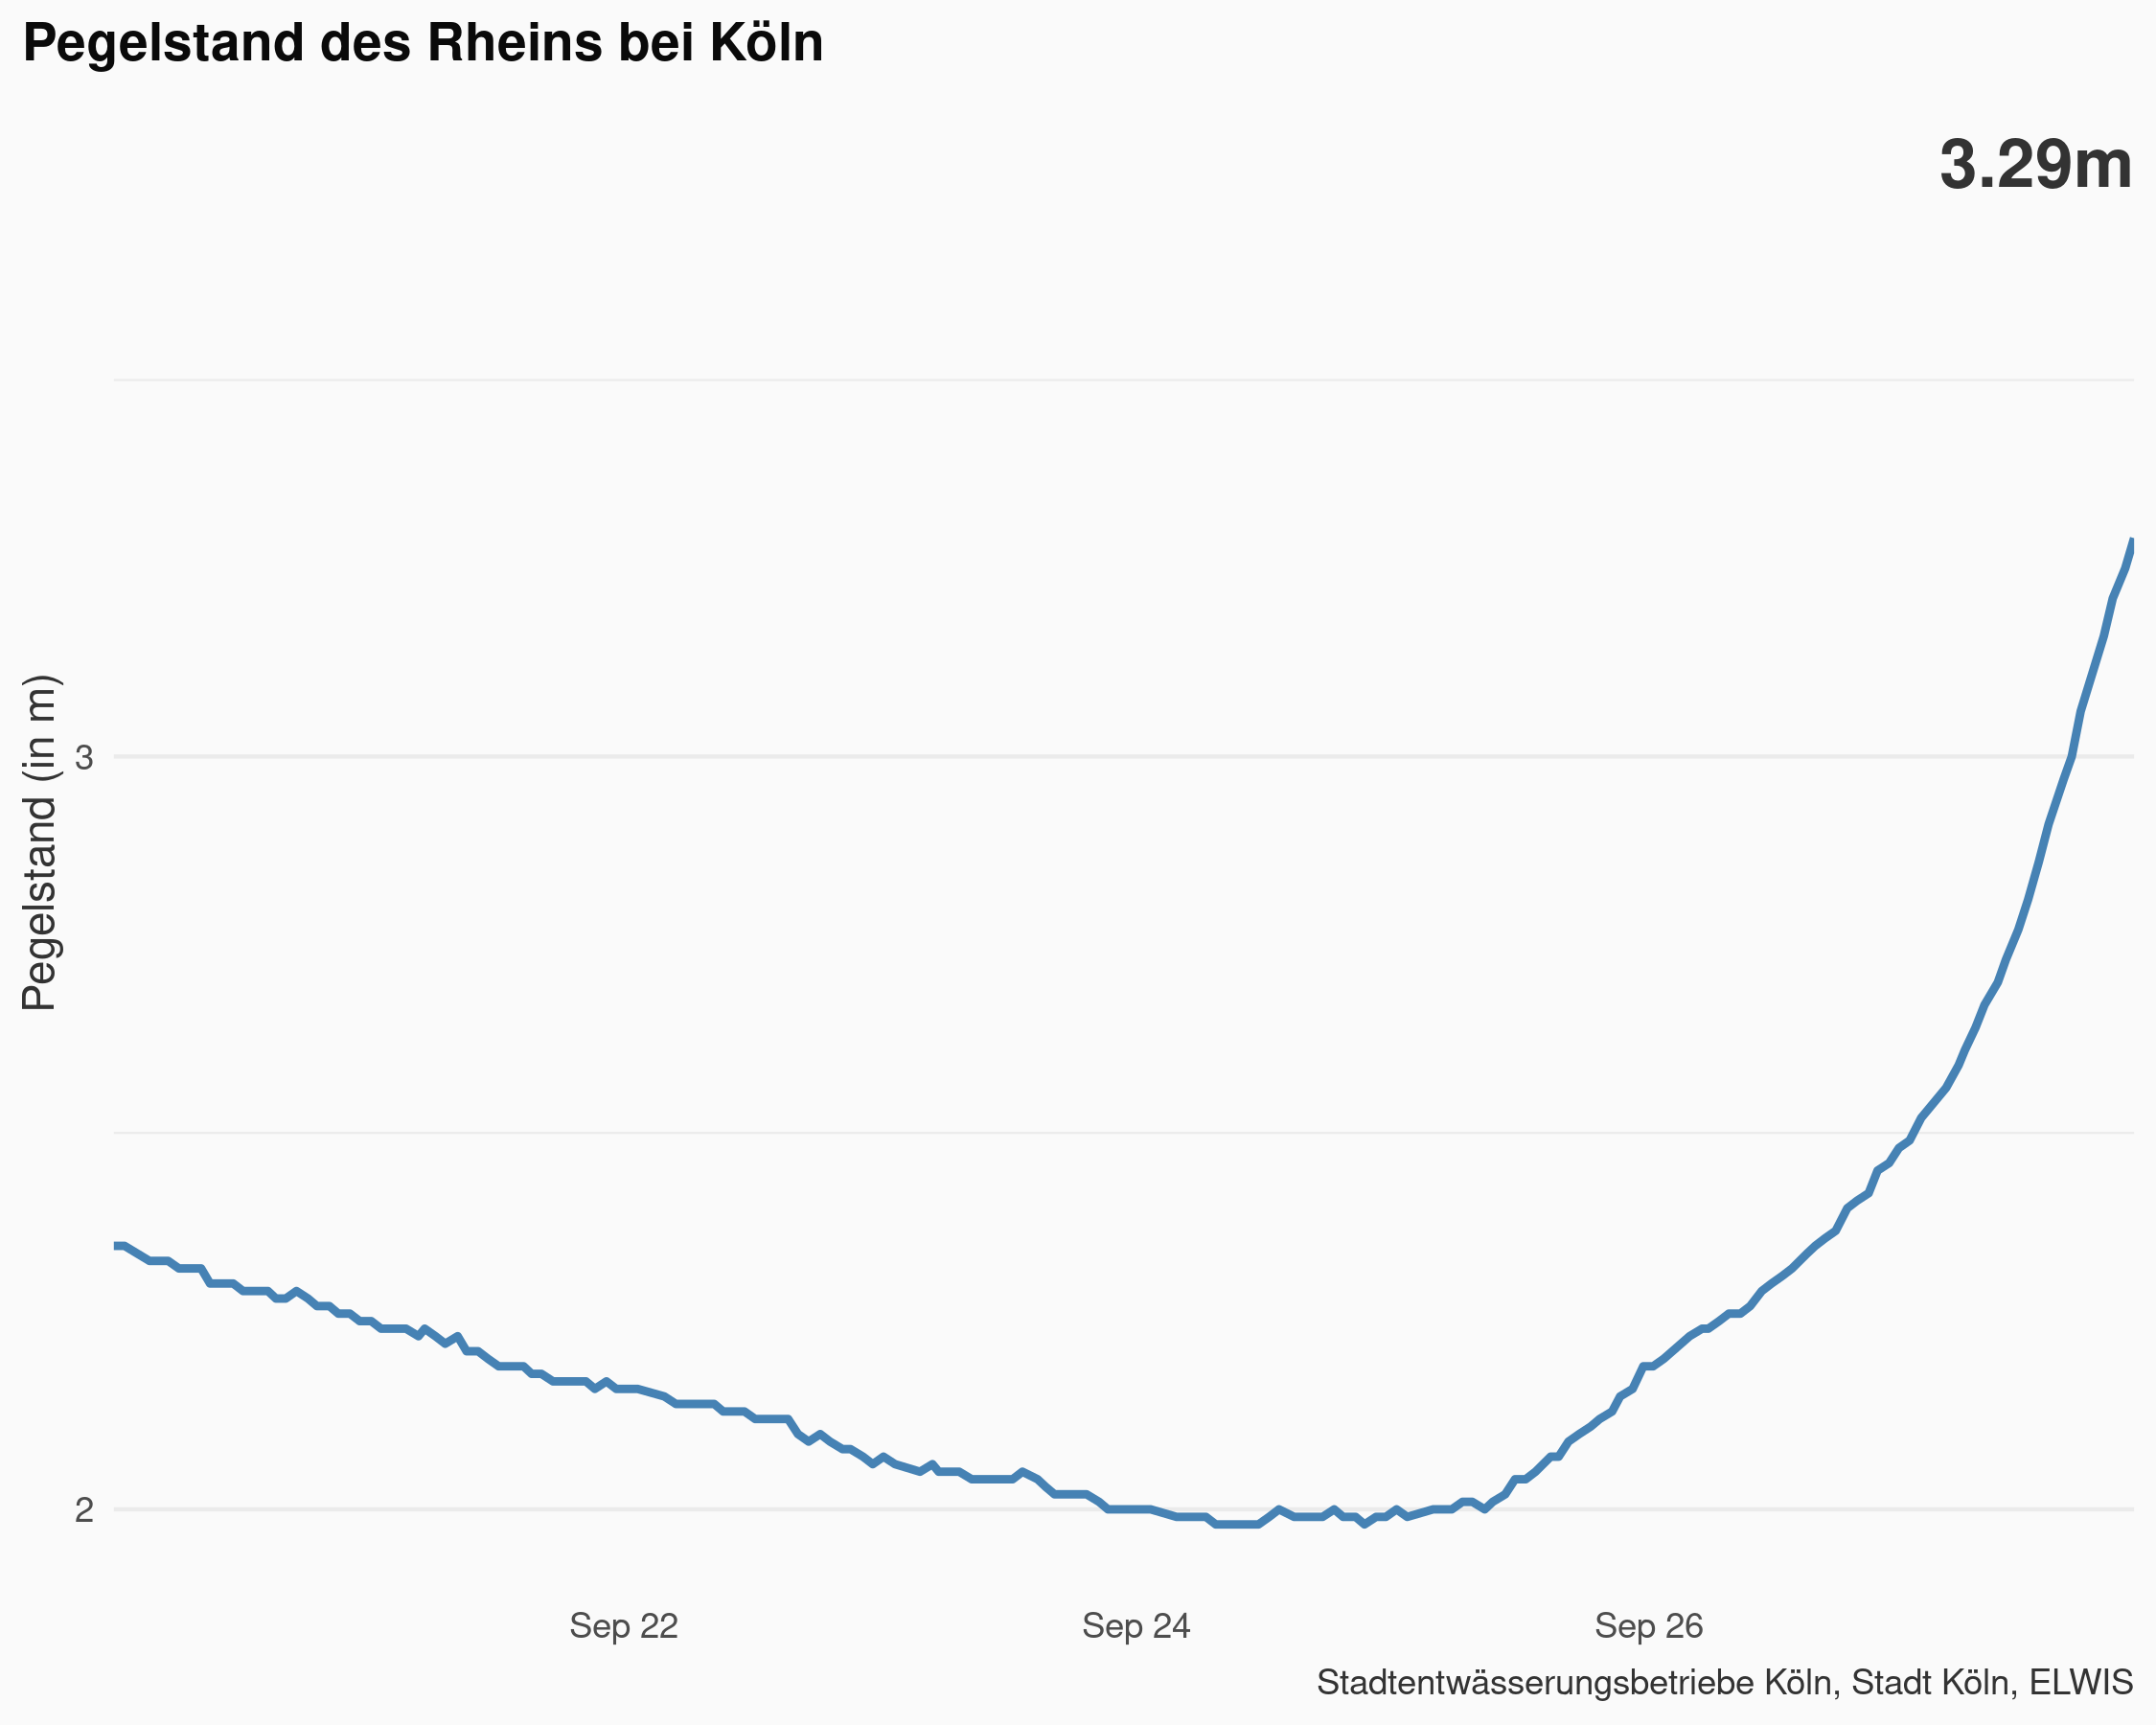 Pegelstand des Rheins bei Köln
3.29m
Pegelstand (in m)
3
2
Sep 22
Sep 24
Sep 26
Stadtentwässerungsbetriebe Köln, Stadt Köln, ELWIS